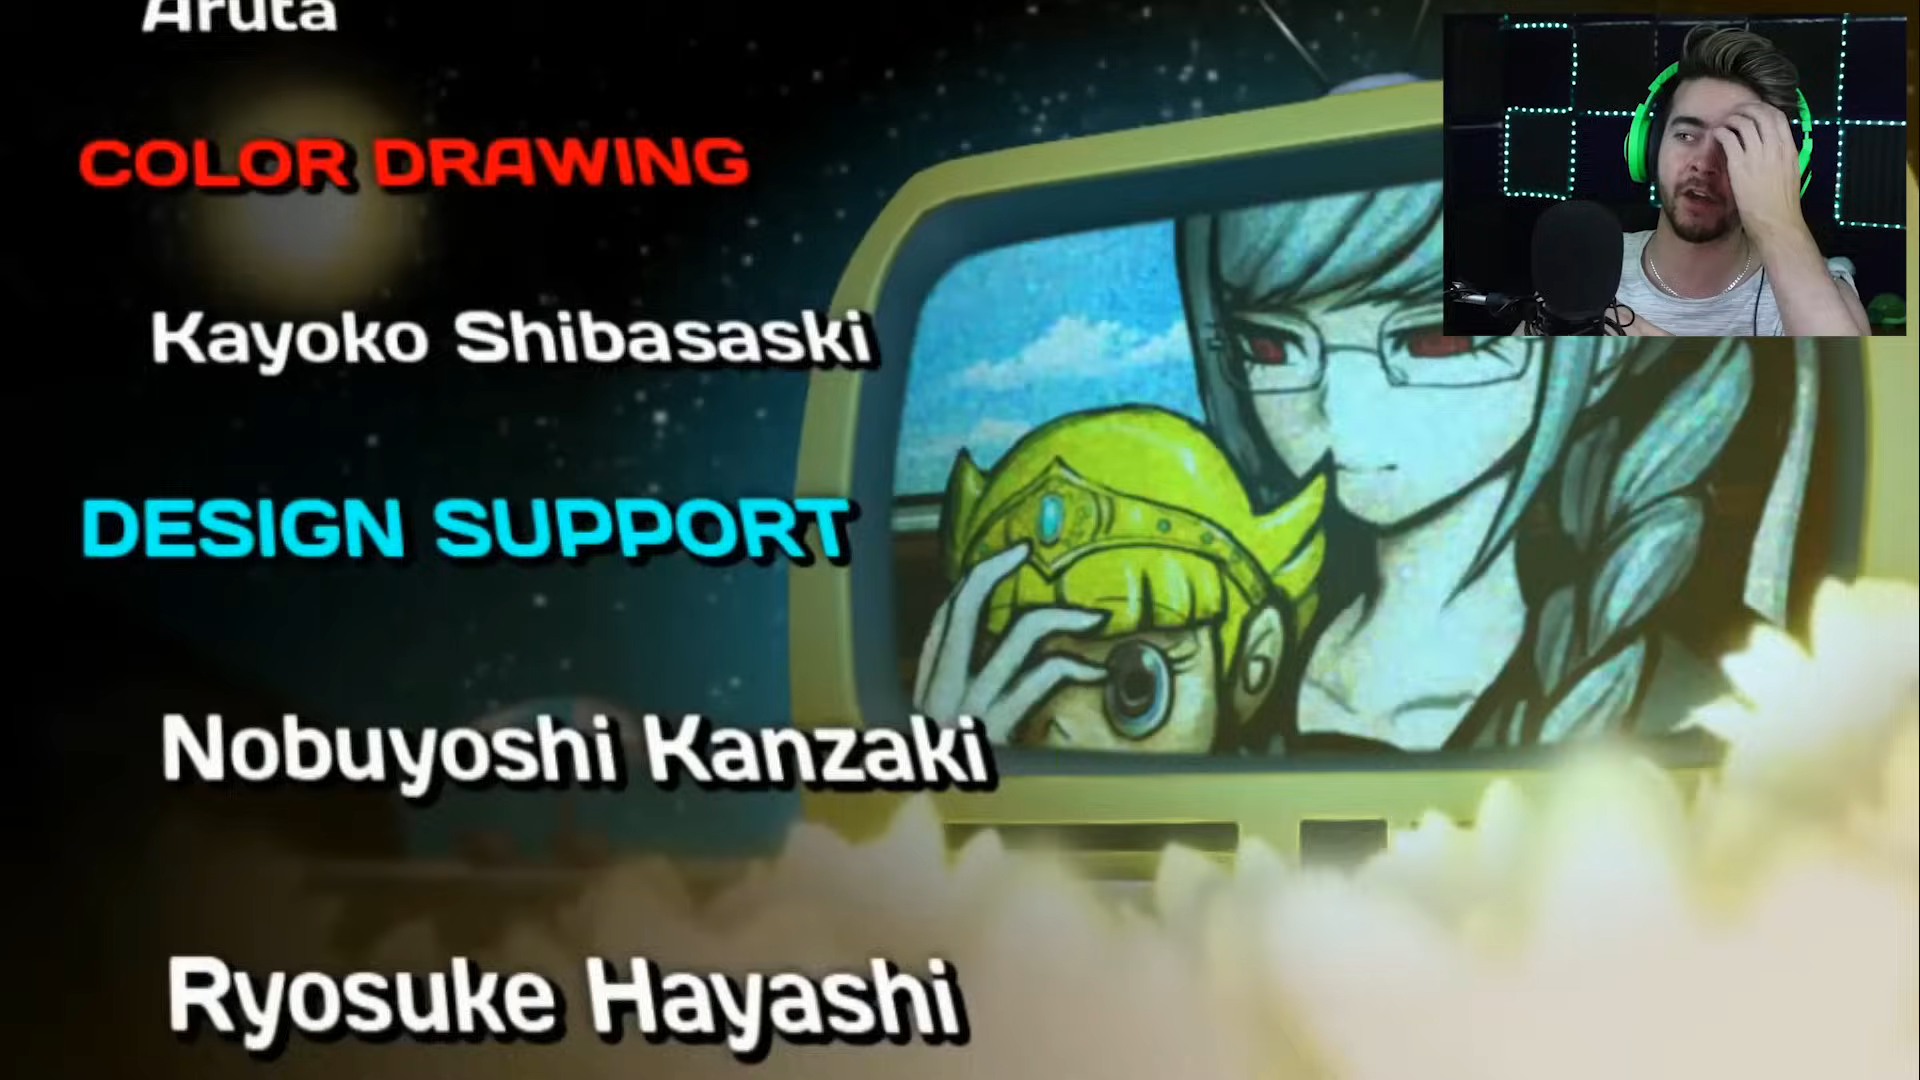 Aruta
COLOR DRAWING
Kayoko Shibasaski
DESIGN SUPPORT
Nobuyoshi Kanzaki
Ryosuke Hayashi